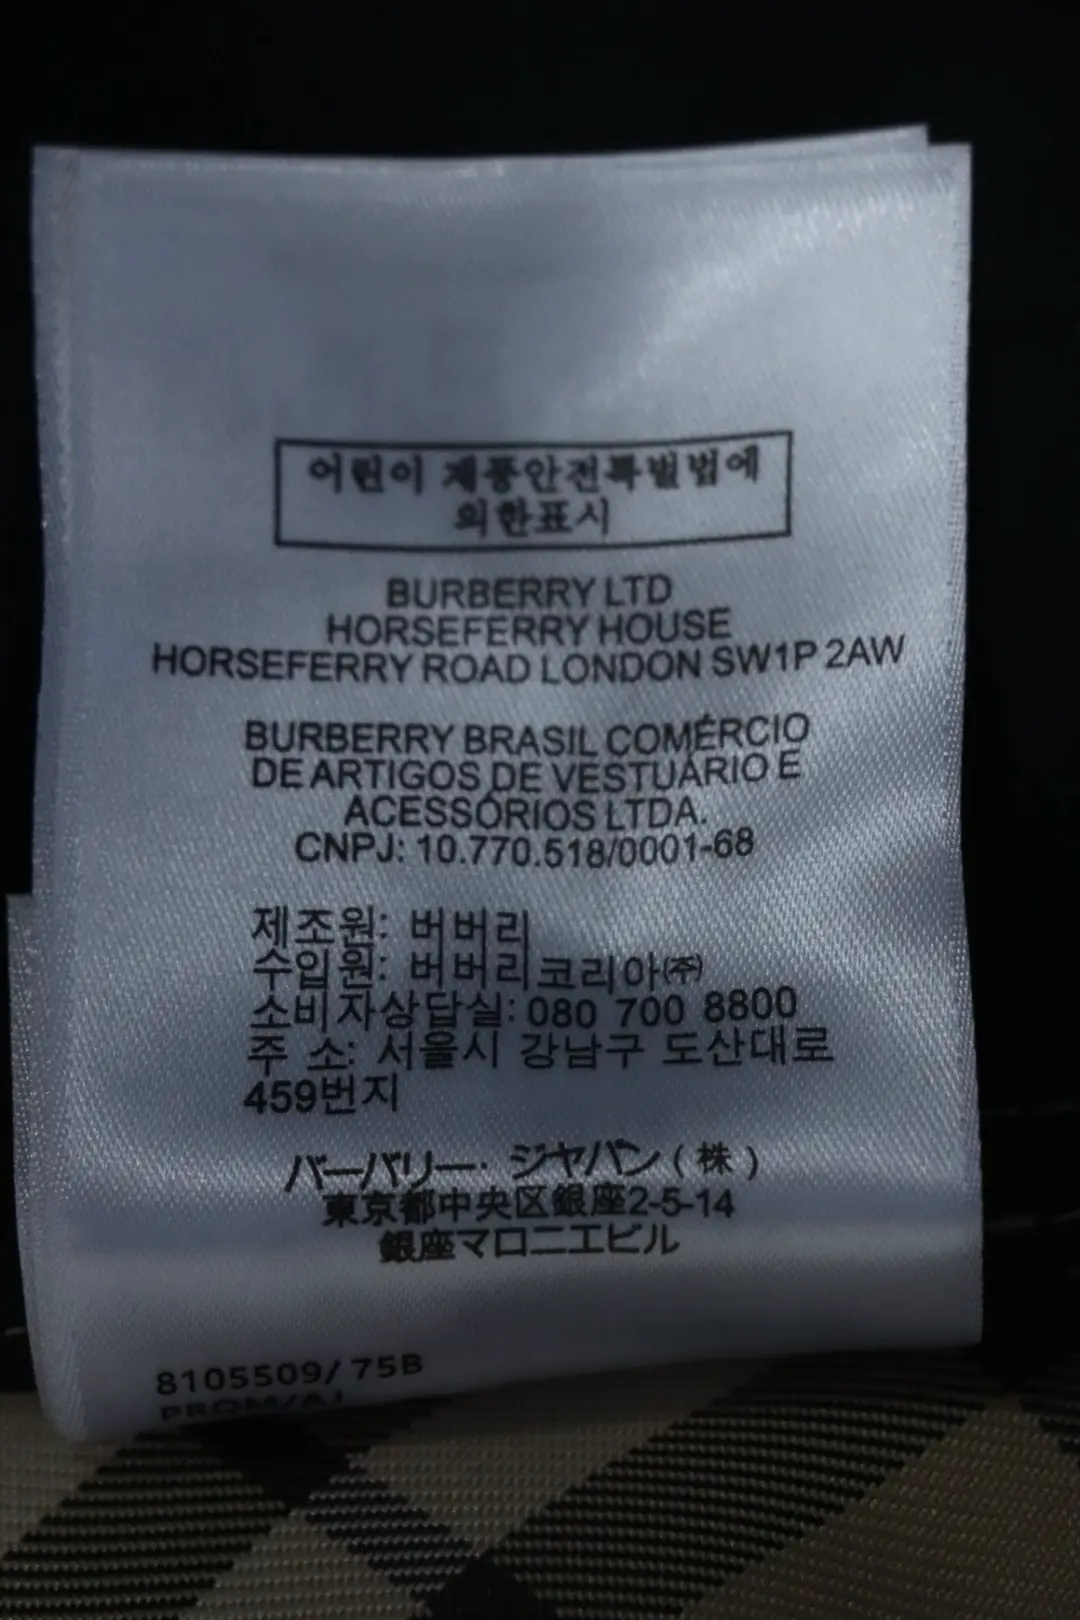 어린이 제품안전특별법에
의한표시
BURBERRY LTD
HORSEFERRY HOUSE
HORSEFERRY ROAD LONDON SW1P 2AW
BURBERRY BRASIL COMÉRCIO
DE ARTIGOS DE VESTUÁRIO E
ACESSÓRIOS LTDA.
CNPJ: 10.770.518/0001-68
제조원: 버버리
수입원: 버버리코리아㈜
소비자상담실: 080 700 8800
주 소: 서울시 강남구 도산대로
459번지
バーバリー・ジャパン(株)
東京都中央区銀座2-5-14
銀座マロニエビル
8105509/75B
PROM/A1